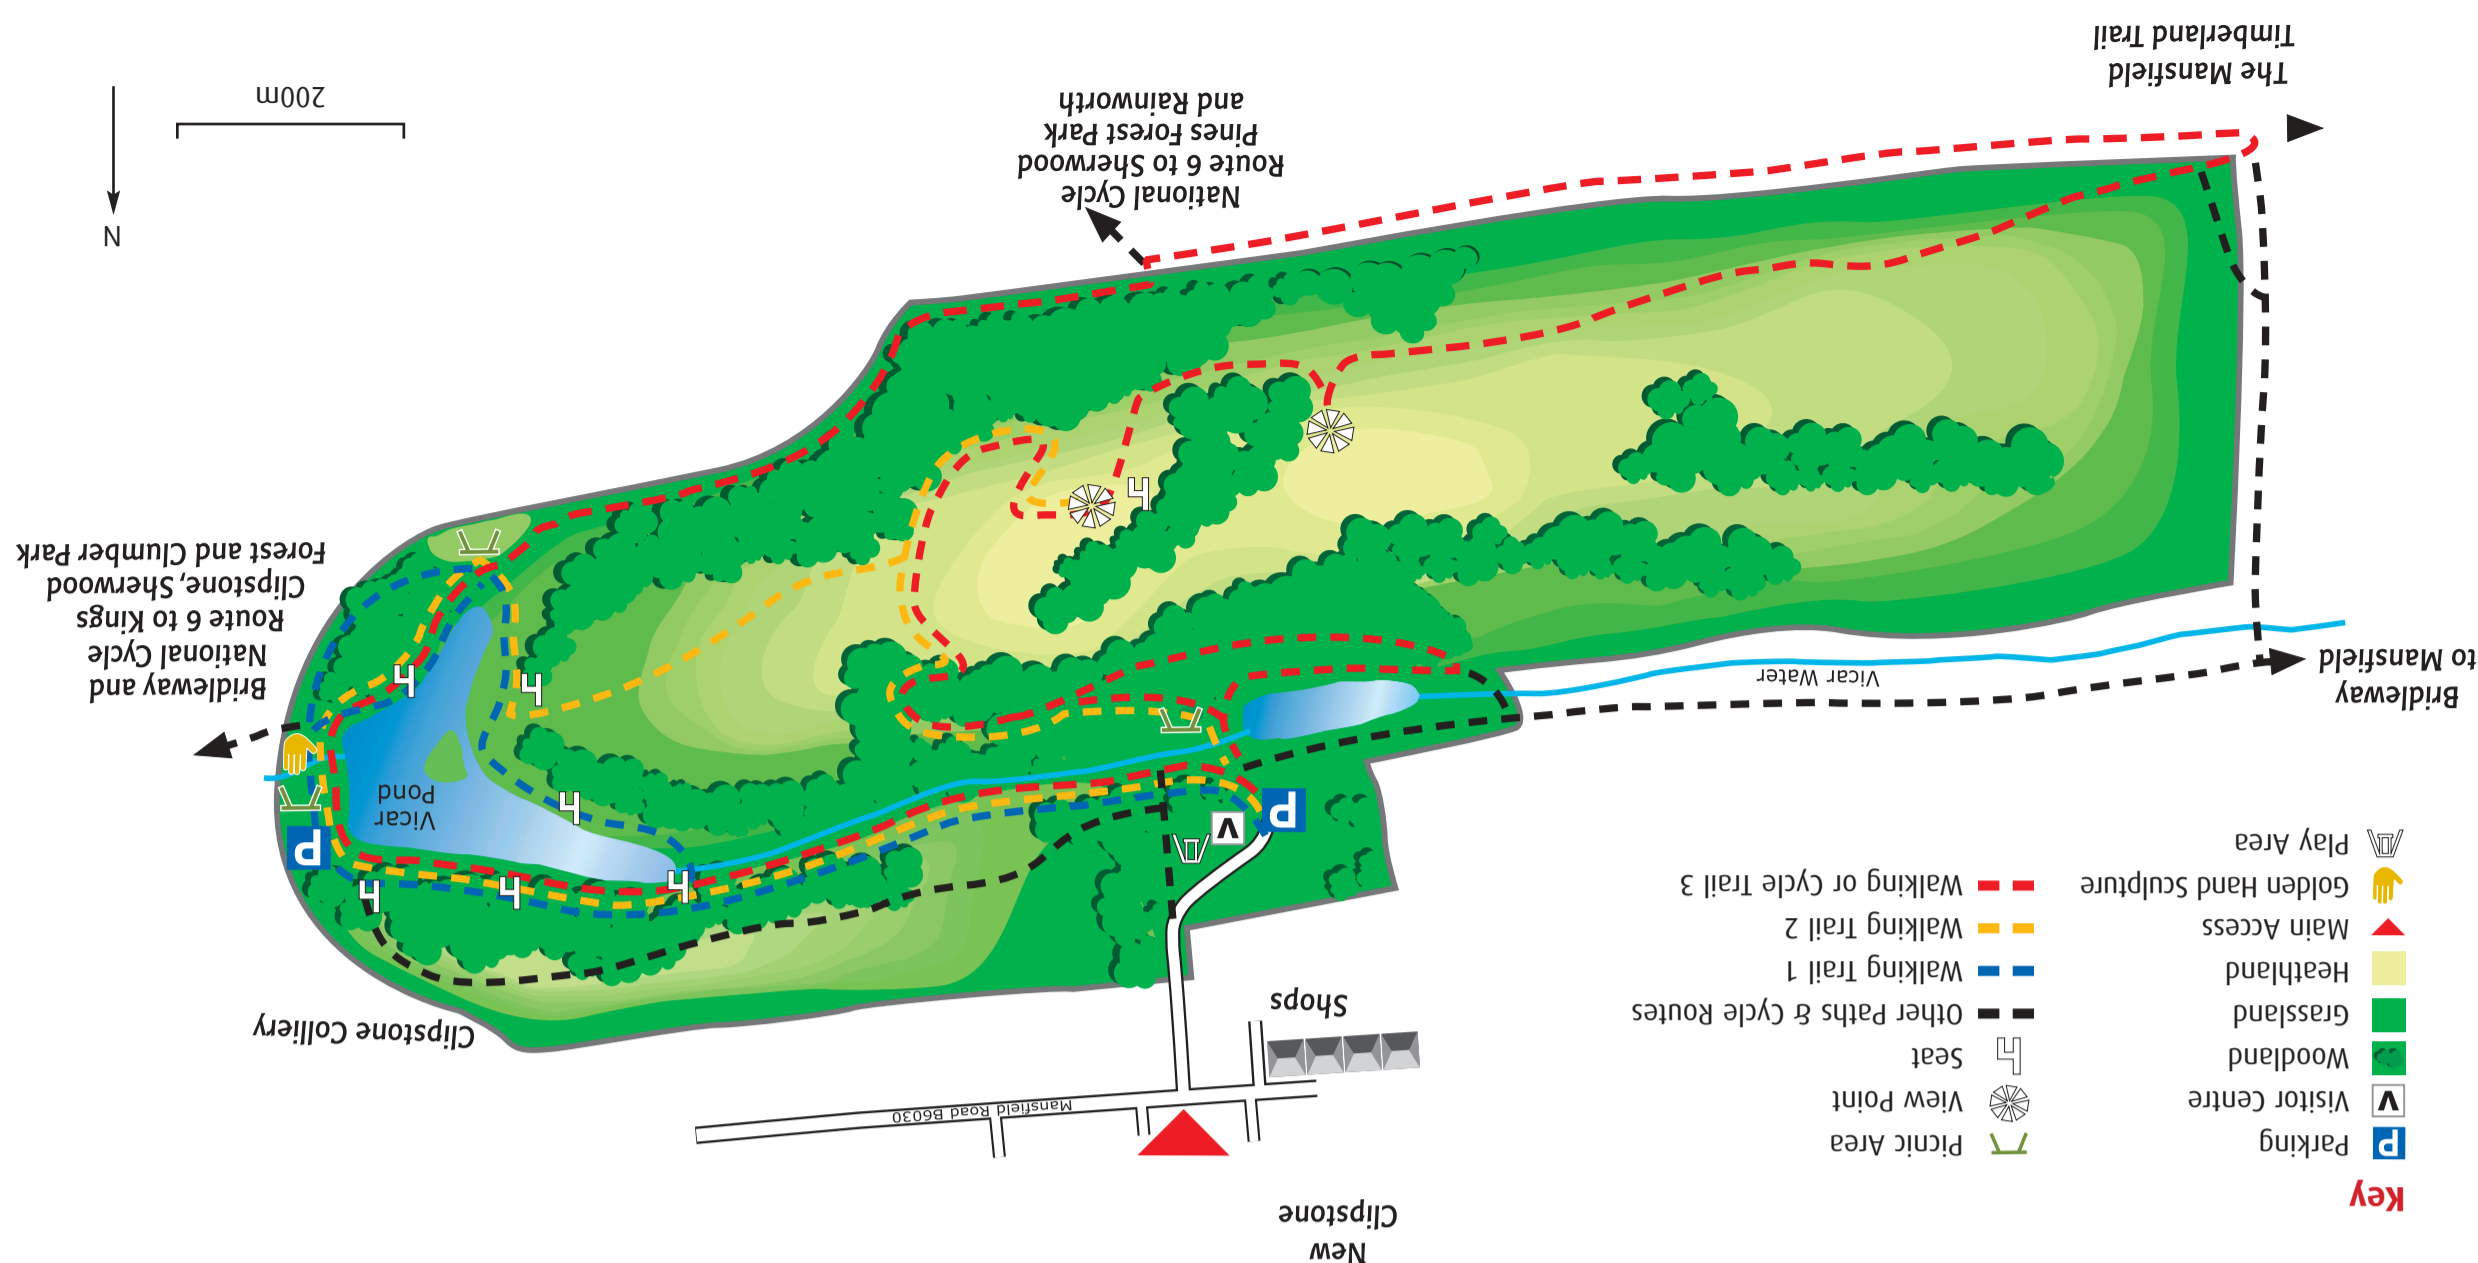 New
Clipstone
Key
Parking
Visitor Centre
Woodland
Grassland
Heathland
Main Access
Golden Hand Sculpture
Play Area
Picnic Area
View Point
Seat
Other Paths & Cycle Routes
Walking Trail 1
Walking Trail 2
Walking or Cycle Trail 3
Mansfield Road B6030
Shops
Clipstone Colliery
P
V
P
Vicar
Pond
Bridleway
to Mansfield
Vicar Water
Bridleway and
National Cycle
Route 6 to Kings
Clipstone, Sherwood
Forest and Clumber Park
National Cycle
Route 6 to Sherwood
Pines Forest Park
and Rainworth
N
200m
The Mansfield
Timberland Trail